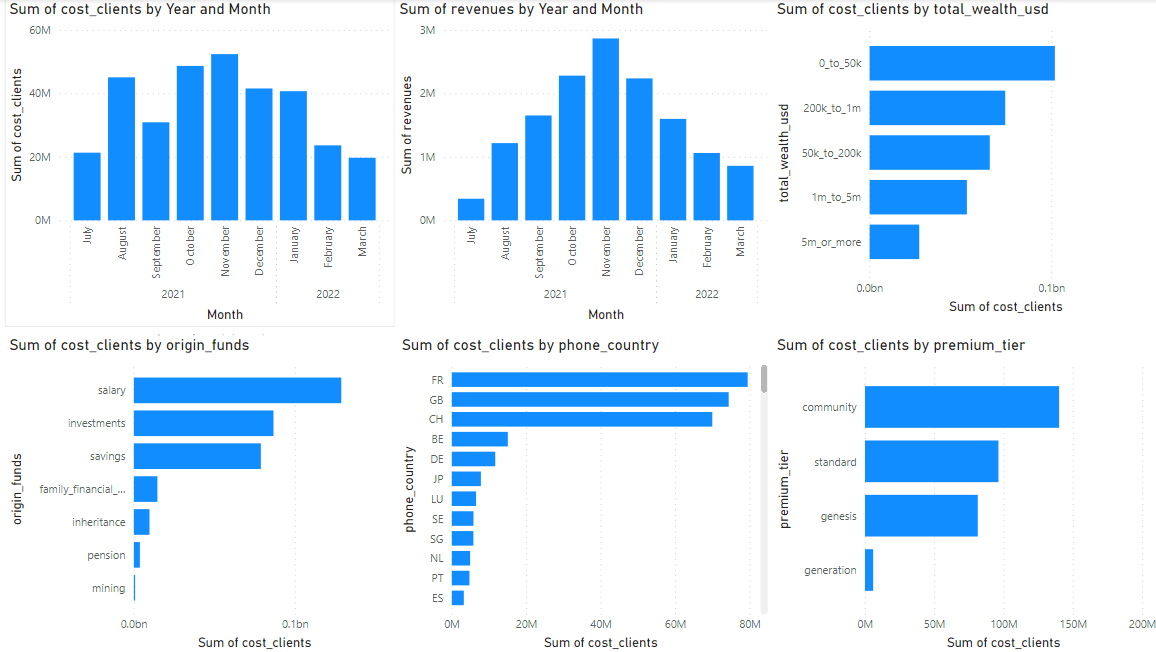 Sum of cost_clients by Year and Month
60M
40M
20M
0M
Sum of cost_clients
July
August
September
October
November
December
January
February
March
2021
2022
Month
Sum of revenues by Year and Month
3M
2M
1M
0M
Sum of revenues
July
August
September
October
November
December
January
February
March
2021
2022
Month
Sum of cost_clients by total_wealth_usd
total_wealth_usd
0_to_50k
200k_to_1m
50k_to_200k
1m_to_5m
5m_or_more
0.0bn
0.1bn
Sum of cost_clients
Sum of cost_clients by origin_funds
origin_funds
salary
investments
savings
family_financial_...
inheritance
pension
mining
0.0bn
0.1bn
Sum of cost_clients
Sum of cost_clients by phone_country
phone_country
FR
GB
CH
BE
DE
JP
LU
SE
SG
NL
PT
ES
0M
20M
40M
60M
80M
Sum of cost_clients
Sum of cost_clients by premium_tier
premium_tier
community
standard
genesis
generation
0M
50M
100M
150M
200M
Sum of cost_clients